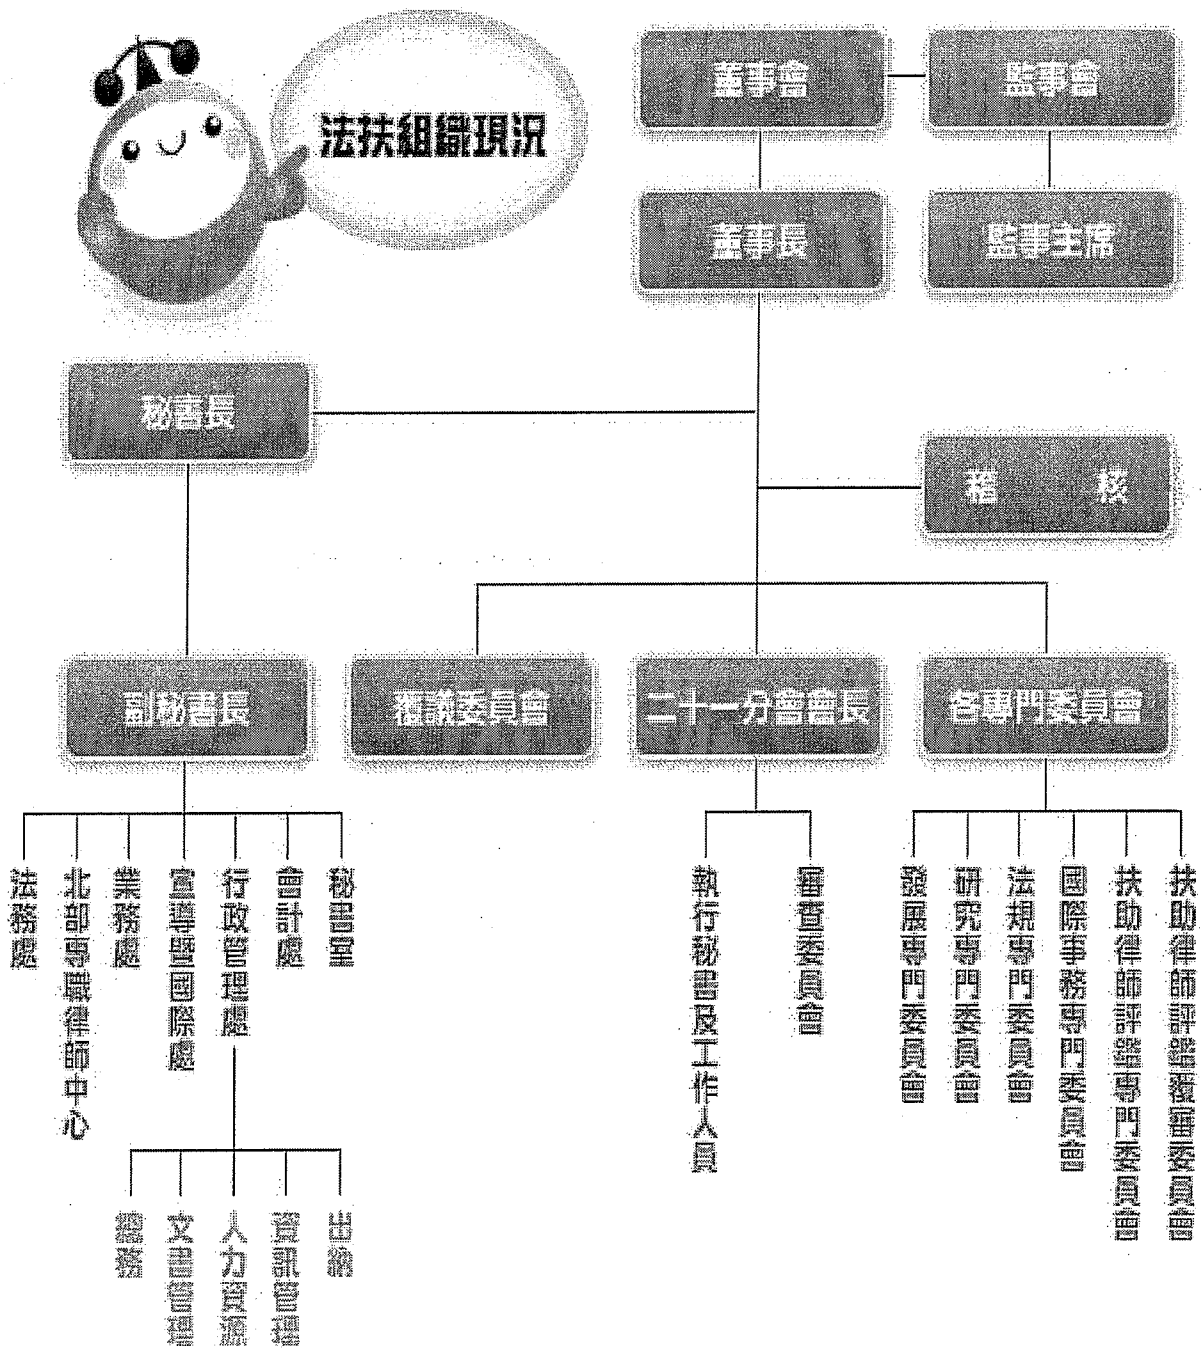 法扶組織現況
董事會
監事會
董事長
監事主席
秘書長
稽 核
副秘書長
覆議委員會
二十一分會會長
各專門委員會
法務處
北部專職律師中心
業務處
宣導暨國際處
行政管理處
會計處
秘書室
執行秘書及工作人員
審查委員會
發展專門委員會
研究專門委員會
法規專門委員會
國際事務專門委員會
扶助律師評鑑專門委員會
扶助律師評鑑覆審委員會
總務
文書管理
人力資源
資訊管理
出納